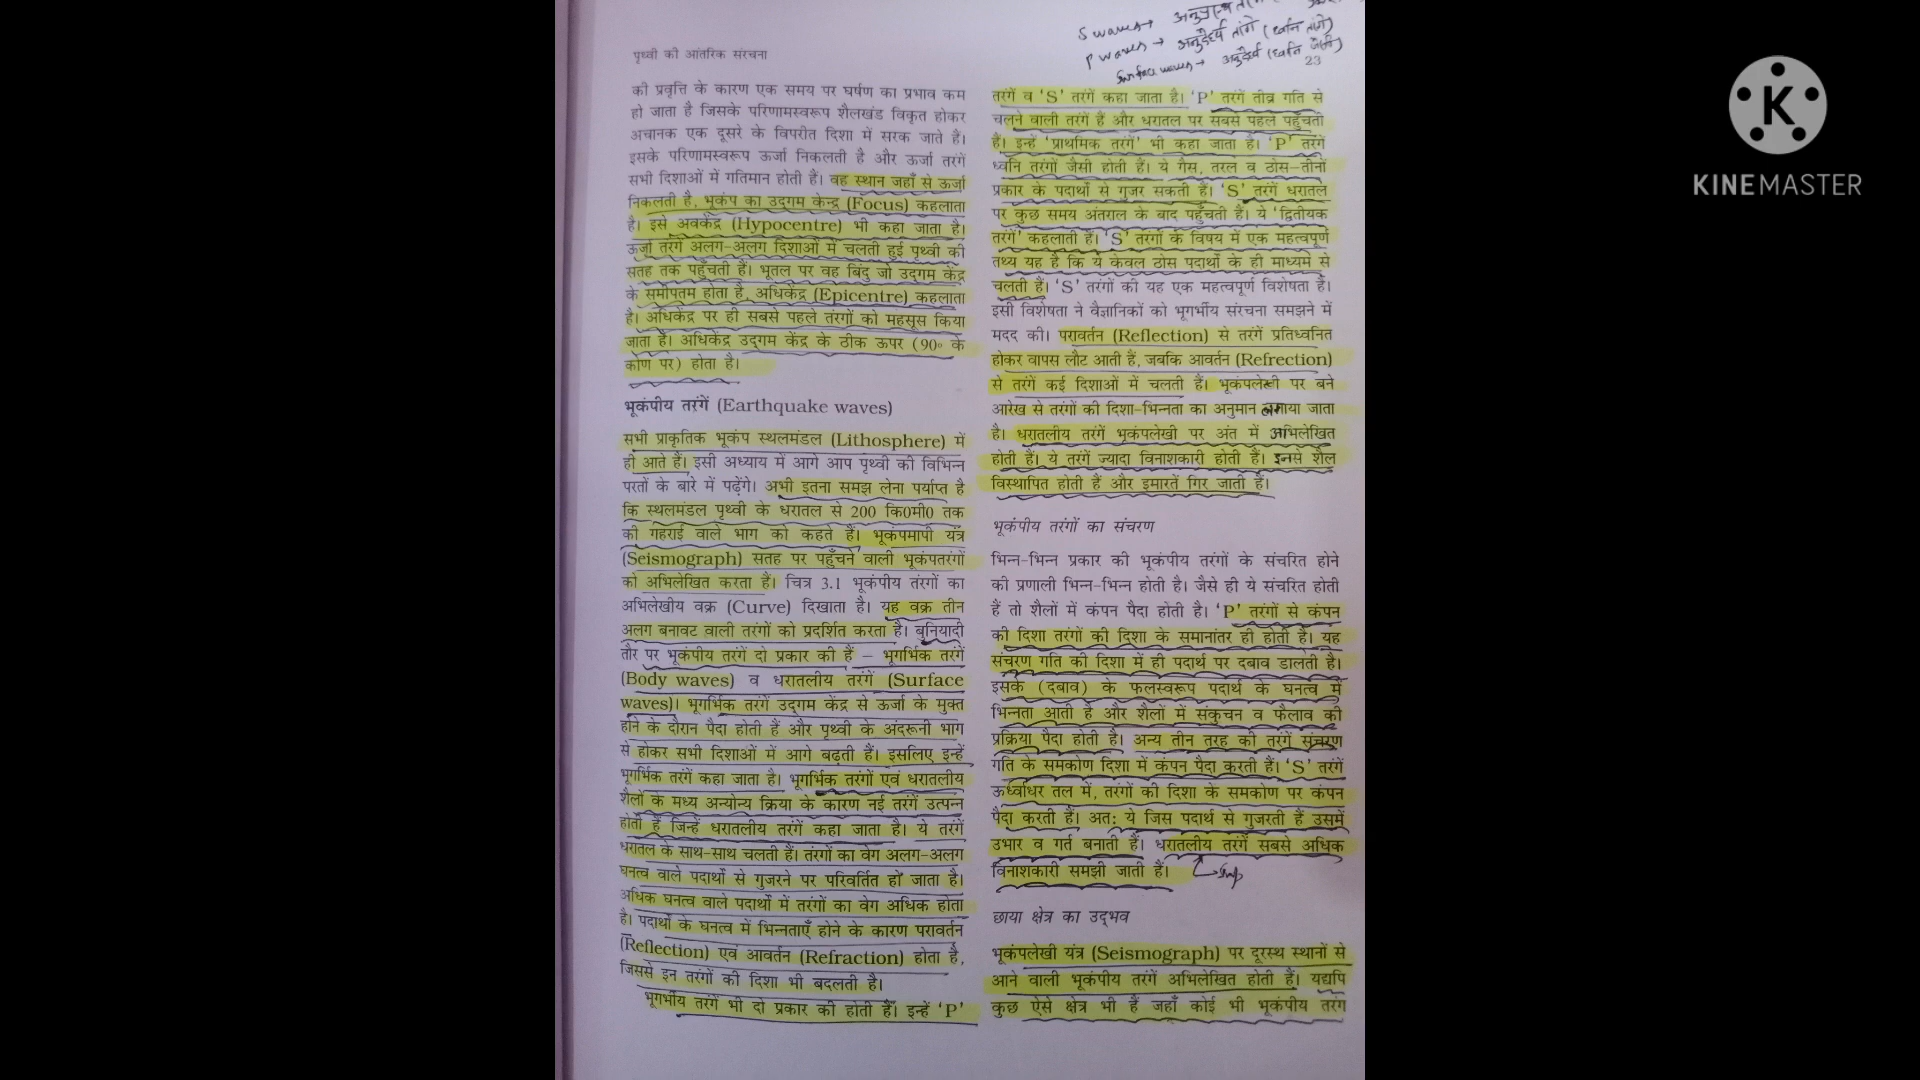 S waves →
P waves → अनुदैर्ध्य तरंगे (ध्वनि तरंगे)
Surface waves → अनुदैर्ध्य (ध्वनि जैसी)
पृथ्वी की आंतरिक संरचना
23
की प्रवृत्ति के कारण एक समय पर घर्षण का प्रभाव कम
हो जाता है जिसके परिणामस्वरूप शैलखंड विकृत होकर
अचानक एक दूसरे के विपरीत दिशा में सरक जाते हैं।
इसके परिणामस्वरूप ऊर्जा निकलती है और ऊर्जा तरंगें
सभी दिशाओं में गतिमान होती हैं। वह स्थान जहाँ से ऊर्जा
निकलती है, भूकंप का उद्गम केन्द्र (Focus) कहलाता
है। इसे अवकेंद्र (Hypocentre) भी कहा जाता है।
ऊर्जा तरंगें अलग-अलग दिशाओं में चलती हुई पृथ्वी की
सतह तक पहुँचती हैं। भूतल पर वह बिंदु जो उद्गम केंद्र
के समीपतम होता है, अधिकेंद्र (Epicentre) कहलाता
है। अधिकेंद्र पर ही सबसे पहले तरंगों को महसूस किया
जाता है। अधिकेंद्र उद्गम केंद्र के ठीक ऊपर (90° के
कोण पर) होता है।
भूकंपीय तरंगें (Earthquake waves)
सभी प्राकृतिक भूकंप स्थलमंडल (Lithosphere) में
ही आते हैं। इसी अध्याय में आगे आप पृथ्वी की विभिन्न
परतों के बारे में पढ़ेंगे। अभी इतना समझ लेना पर्याप्त है
कि स्थलमंडल पृथ्वी के धरातल से 200 कि0मी0 तक
की गहराई वाले भाग को कहते हैं। भूकंपमापी यंत्र
(Seismograph) सतह पर पहुँचने वाली भूकंपतरंगों
को अभिलेखित करता है। चित्र 3.1 भूकंपीय तरंगों का
अभिलेखीय वक्र (Curve) दिखाता है। यह वक्र तीन
अलग बनावट वाली तरंगों को प्रदर्शित करता है। बुनियादी
तौर पर भूकंपीय तरंगें दो प्रकार की हैं – भूगर्भिक तरंगें
(Body waves) व धरातलीय तरंगें (Surface
waves)। भूगर्भिक तरंगें उद्गम केंद्र से ऊर्जा के मुक्त
होने के दौरान पैदा होती हैं और पृथ्वी के अंदरूनी भाग
से होकर सभी दिशाओं में आगे बढ़ती हैं। इसलिए इन्हें
भूगर्भिक तरंगें कहा जाता है। भूगर्भिक तरंगों एवं धरातलीय
शैलों के मध्य अन्योन्य क्रिया के कारण नई तरंगें उत्पन्न
होती हैं जिन्हें धरातलीय तरंगें कहा जाता है। ये तरंगें
धरातल के साथ-साथ चलती हैं। तरंगों का वेग अलग-अलग
घनत्व वाले पदार्थों से गुजरने पर परिवर्तित हो जाता है।
अधिक घनत्व वाले पदार्थों में तरंगों का वेग अधिक होता
है। पदार्थों के घनत्व में भिन्नताएँ होने के कारण परावर्तन
(Reflection) एवं आवर्तन (Refraction) होता है,
जिससे इन तरंगों की दिशा भी बदलती है।
भूगर्भीय तरंगें भी दो प्रकार की होती हैं। इन्हें 'P'
तरंगें व 'S' तरंगें कहा जाता है। 'P' तरंगें तीव्र गति से
चलने वाली तरंगें हैं और धरातल पर सबसे पहले पहुँचती
हैं। इन्हें 'प्राथमिक तरंगें' भी कहा जाता है। 'P' तरंगें
ध्वनि तरंगों जैसी होती हैं। ये गैस, तरल व ठोस-तीनों
प्रकार के पदार्थों से गुजर सकती हैं। 'S' तरंगें धरातल
पर कुछ समय अंतराल के बाद पहुँचती हैं। ये 'द्वितीयक
तरंगें' कहलाती हैं। 'S' तरंगों के विषय में एक महत्वपूर्ण
तथ्य यह है कि ये केवल ठोस पदार्थों के ही माध्यम से
चलती हैं। 'S' तरंगों की यह एक महत्वपूर्ण विशेषता है।
इसी विशेषता ने वैज्ञानिकों को भूगर्भीय संरचना समझने में
मदद की। परावर्तन (Reflection) से तरंगें प्रतिध्वनित
होकर वापस लौट आती हैं, जबकि आवर्तन (Refrection)
से तरंगें कई दिशाओं में चलती हैं। भूकंपलेखी पर बने
आरेख से तरंगों की दिशा-भिन्नता का अनुमान लगाया जाता
है। धरातलीय तरंगें भूकंपलेखी पर अंत में अभिलेखित
होती हैं। ये तरंगें ज्यादा विनाशकारी होती हैं। इनसे शैल
विस्थापित होती हैं और इमारतें गिर जाती हैं।
भूकंपीय तरंगों का संचरण
भिन्न-भिन्न प्रकार की भूकंपीय तरंगों के संचरित होने
की प्रणाली भिन्न-भिन्न होती है। जैसे ही ये संचरित होती
हैं तो शैलों में कंपन पैदा होती है। 'P' तरंगों से कंपन
की दिशा तरंगों की दिशा के समानांतर ही होती है। यह
संचरण गति की दिशा में ही पदार्थ पर दबाव डालती है।
इसके (दबाव) के फलस्वरूप पदार्थ के घनत्व में
भिन्नता आती है और शैलों में संकुचन व फैलाव की
प्रक्रिया पैदा होती है। अन्य तीन तरह की तरंगें संचरण
गति के समकोण दिशा में कंपन पैदा करती हैं। 'S' तरंगें
ऊर्ध्वाधर तल में, तरंगों की दिशा के समकोण पर कंपन
पैदा करती हैं। अतः ये जिस पदार्थ से गुजरती हैं उसमें
उभार व गर्त बनाती हैं। धरातलीय तरंगें सबसे अधिक
विनाशकारी समझी जाती हैं।
Imp
छाया क्षेत्र का उद्भव
भूकंपलेखी यंत्र (Seismograph) पर दूरस्थ स्थानों से
आने वाली भूकंपीय तरंगें अभिलेखित होती हैं। यद्यपि
कुछ ऐसे क्षेत्र भी हैं जहाँ कोई भी भूकंपीय तरंग
K
KINEMASTER